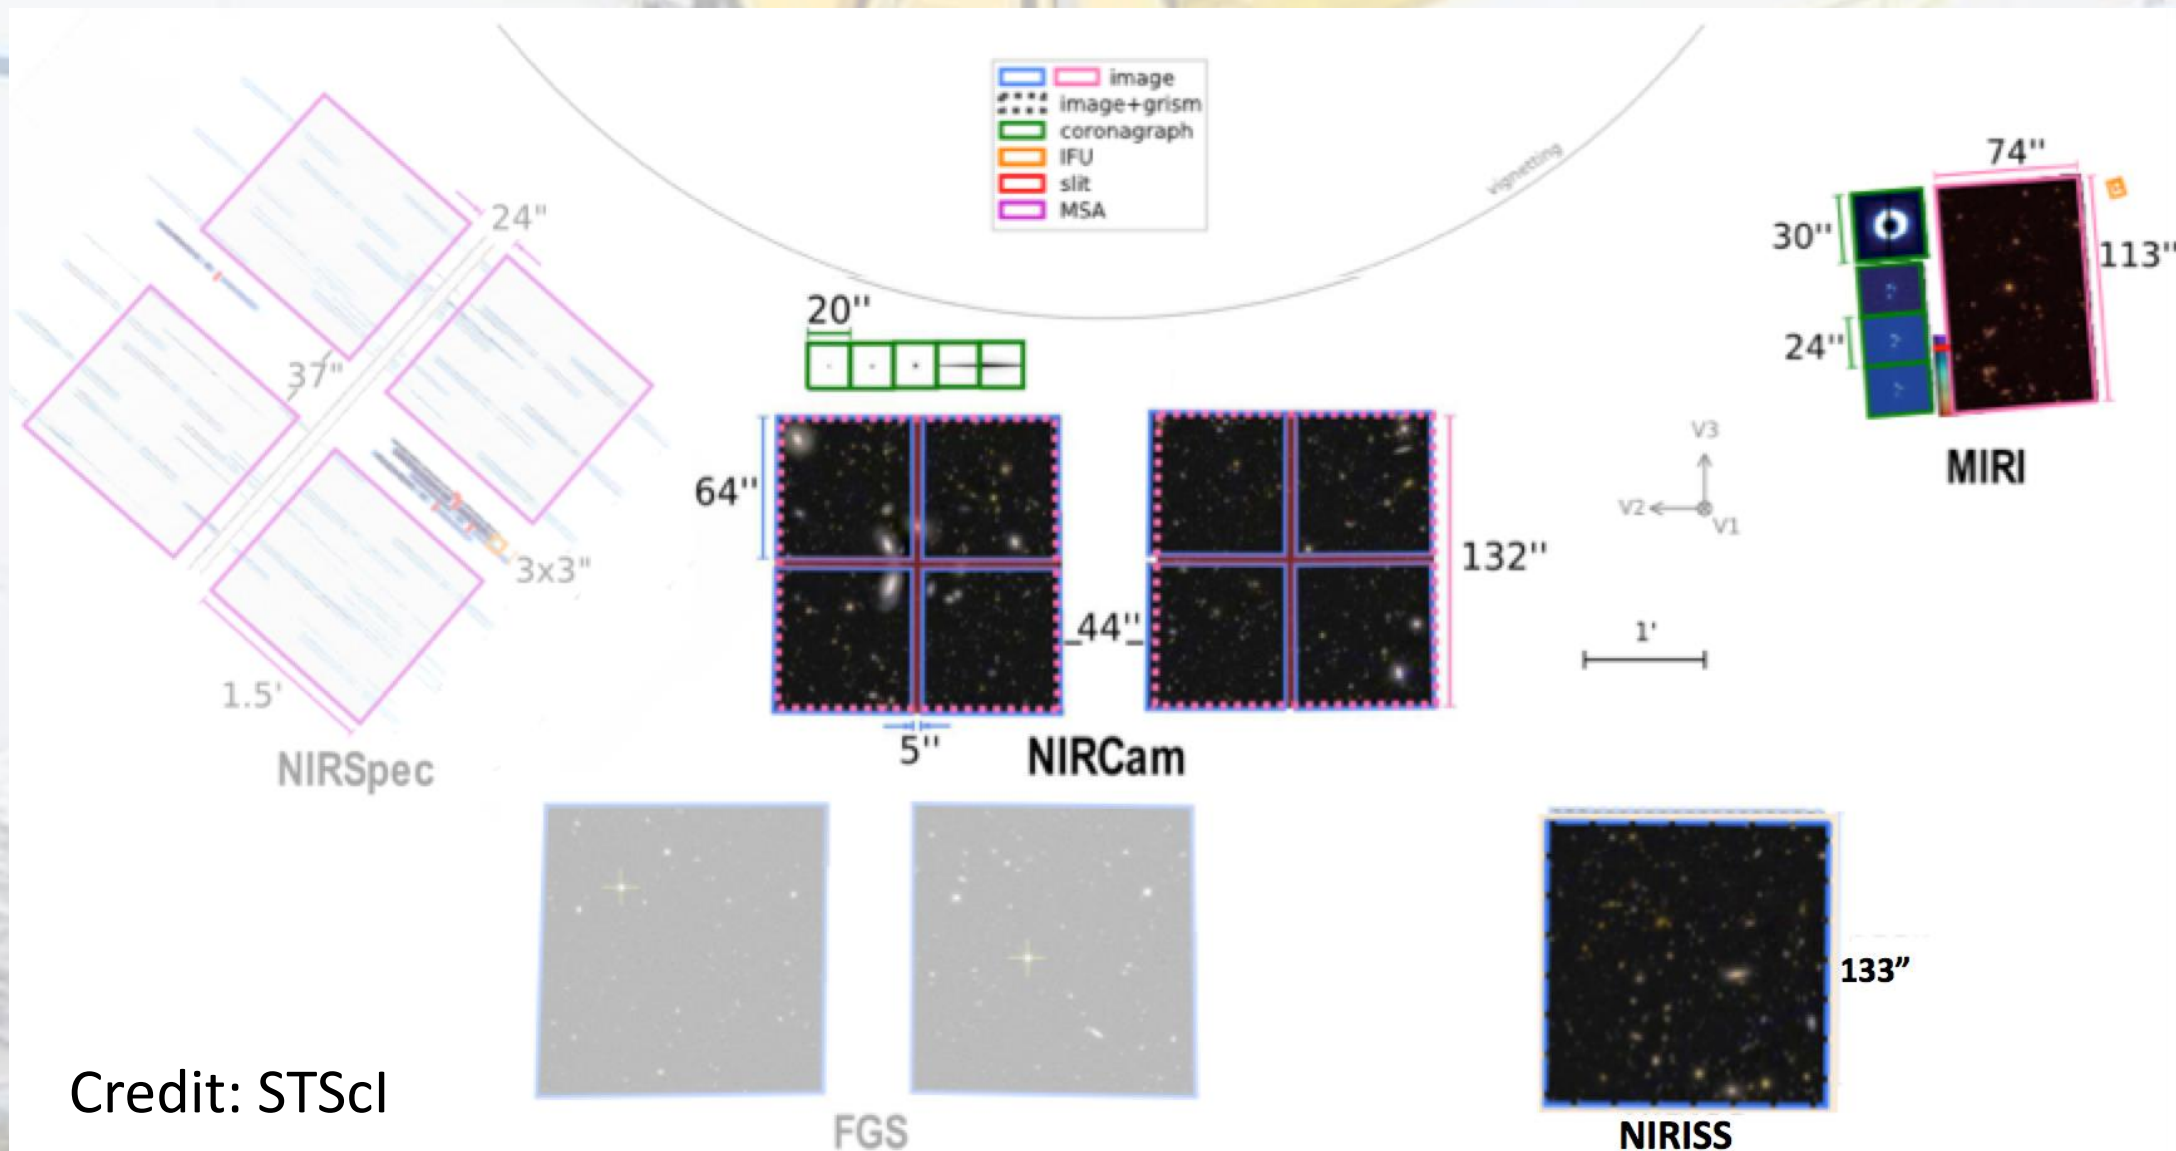 image
image+grism
coronagraph
IFU
slit
MSA
vignetting
24"
37"
3x3"
1.5'
NIRSpec
20''
64''
44''
132''
5''
NIRCam
74''
30''
113''
24''
MIRI
V3
V2
V1
1'
FGS
133”
NIRISS
Credit: STScI